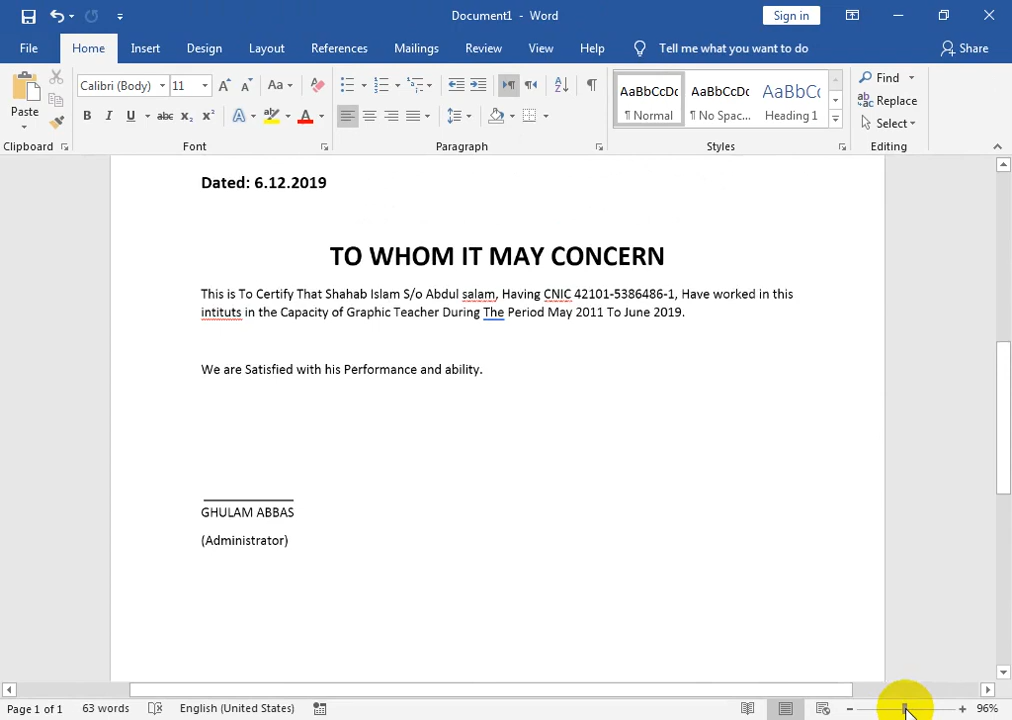 Document1 - Word
Sign in
File Home Insert Design Layout References Mailings Review View Help Tell me what you want to do Share
Paste
Calibri (Body) 11 Aa
B I U abc x₂ x² A A
Clipboard Font Paragraph Styles Editing
AaBbCcDc AaBbCcDc AaBbCc
¶ Normal ¶ No Spac... Heading 1
Find
Replace
Select
Dated: 6.12.2019
TO WHOM IT MAY CONCERN
This is To Certify That Shahab Islam S/o Abdul salam, Having CNIC 42101-5386486-1, Have worked in this
intituts in the Capacity of Graphic Teacher During The Period May 2011 To June 2019.
We are Satisfied with his Performance and ability.
GHULAM ABBAS
(Administrator)
Page 1 of 1 63 words English (United States) 96%